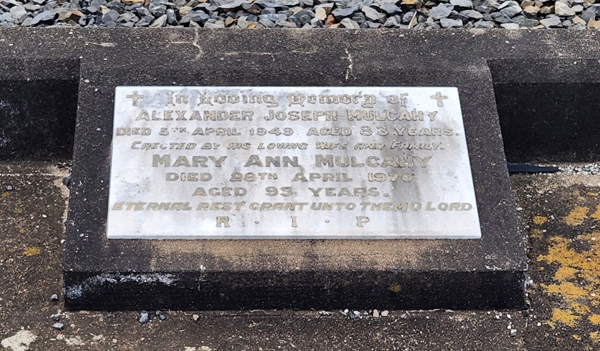 In Loving Memory of
ALEXANDER JOSEPH MULCAHY
DIED 5TH APRIL 1949 AGED 83 YEARS.
ERECTED BY HIS LOVING WIFE AND FAMILY.
MARY ANN MULCAHY
DIED 28TH APRIL
AGED 93 YEARS.
ETERNAL REST GRANT UNTO THEM O LORD
R · I · P